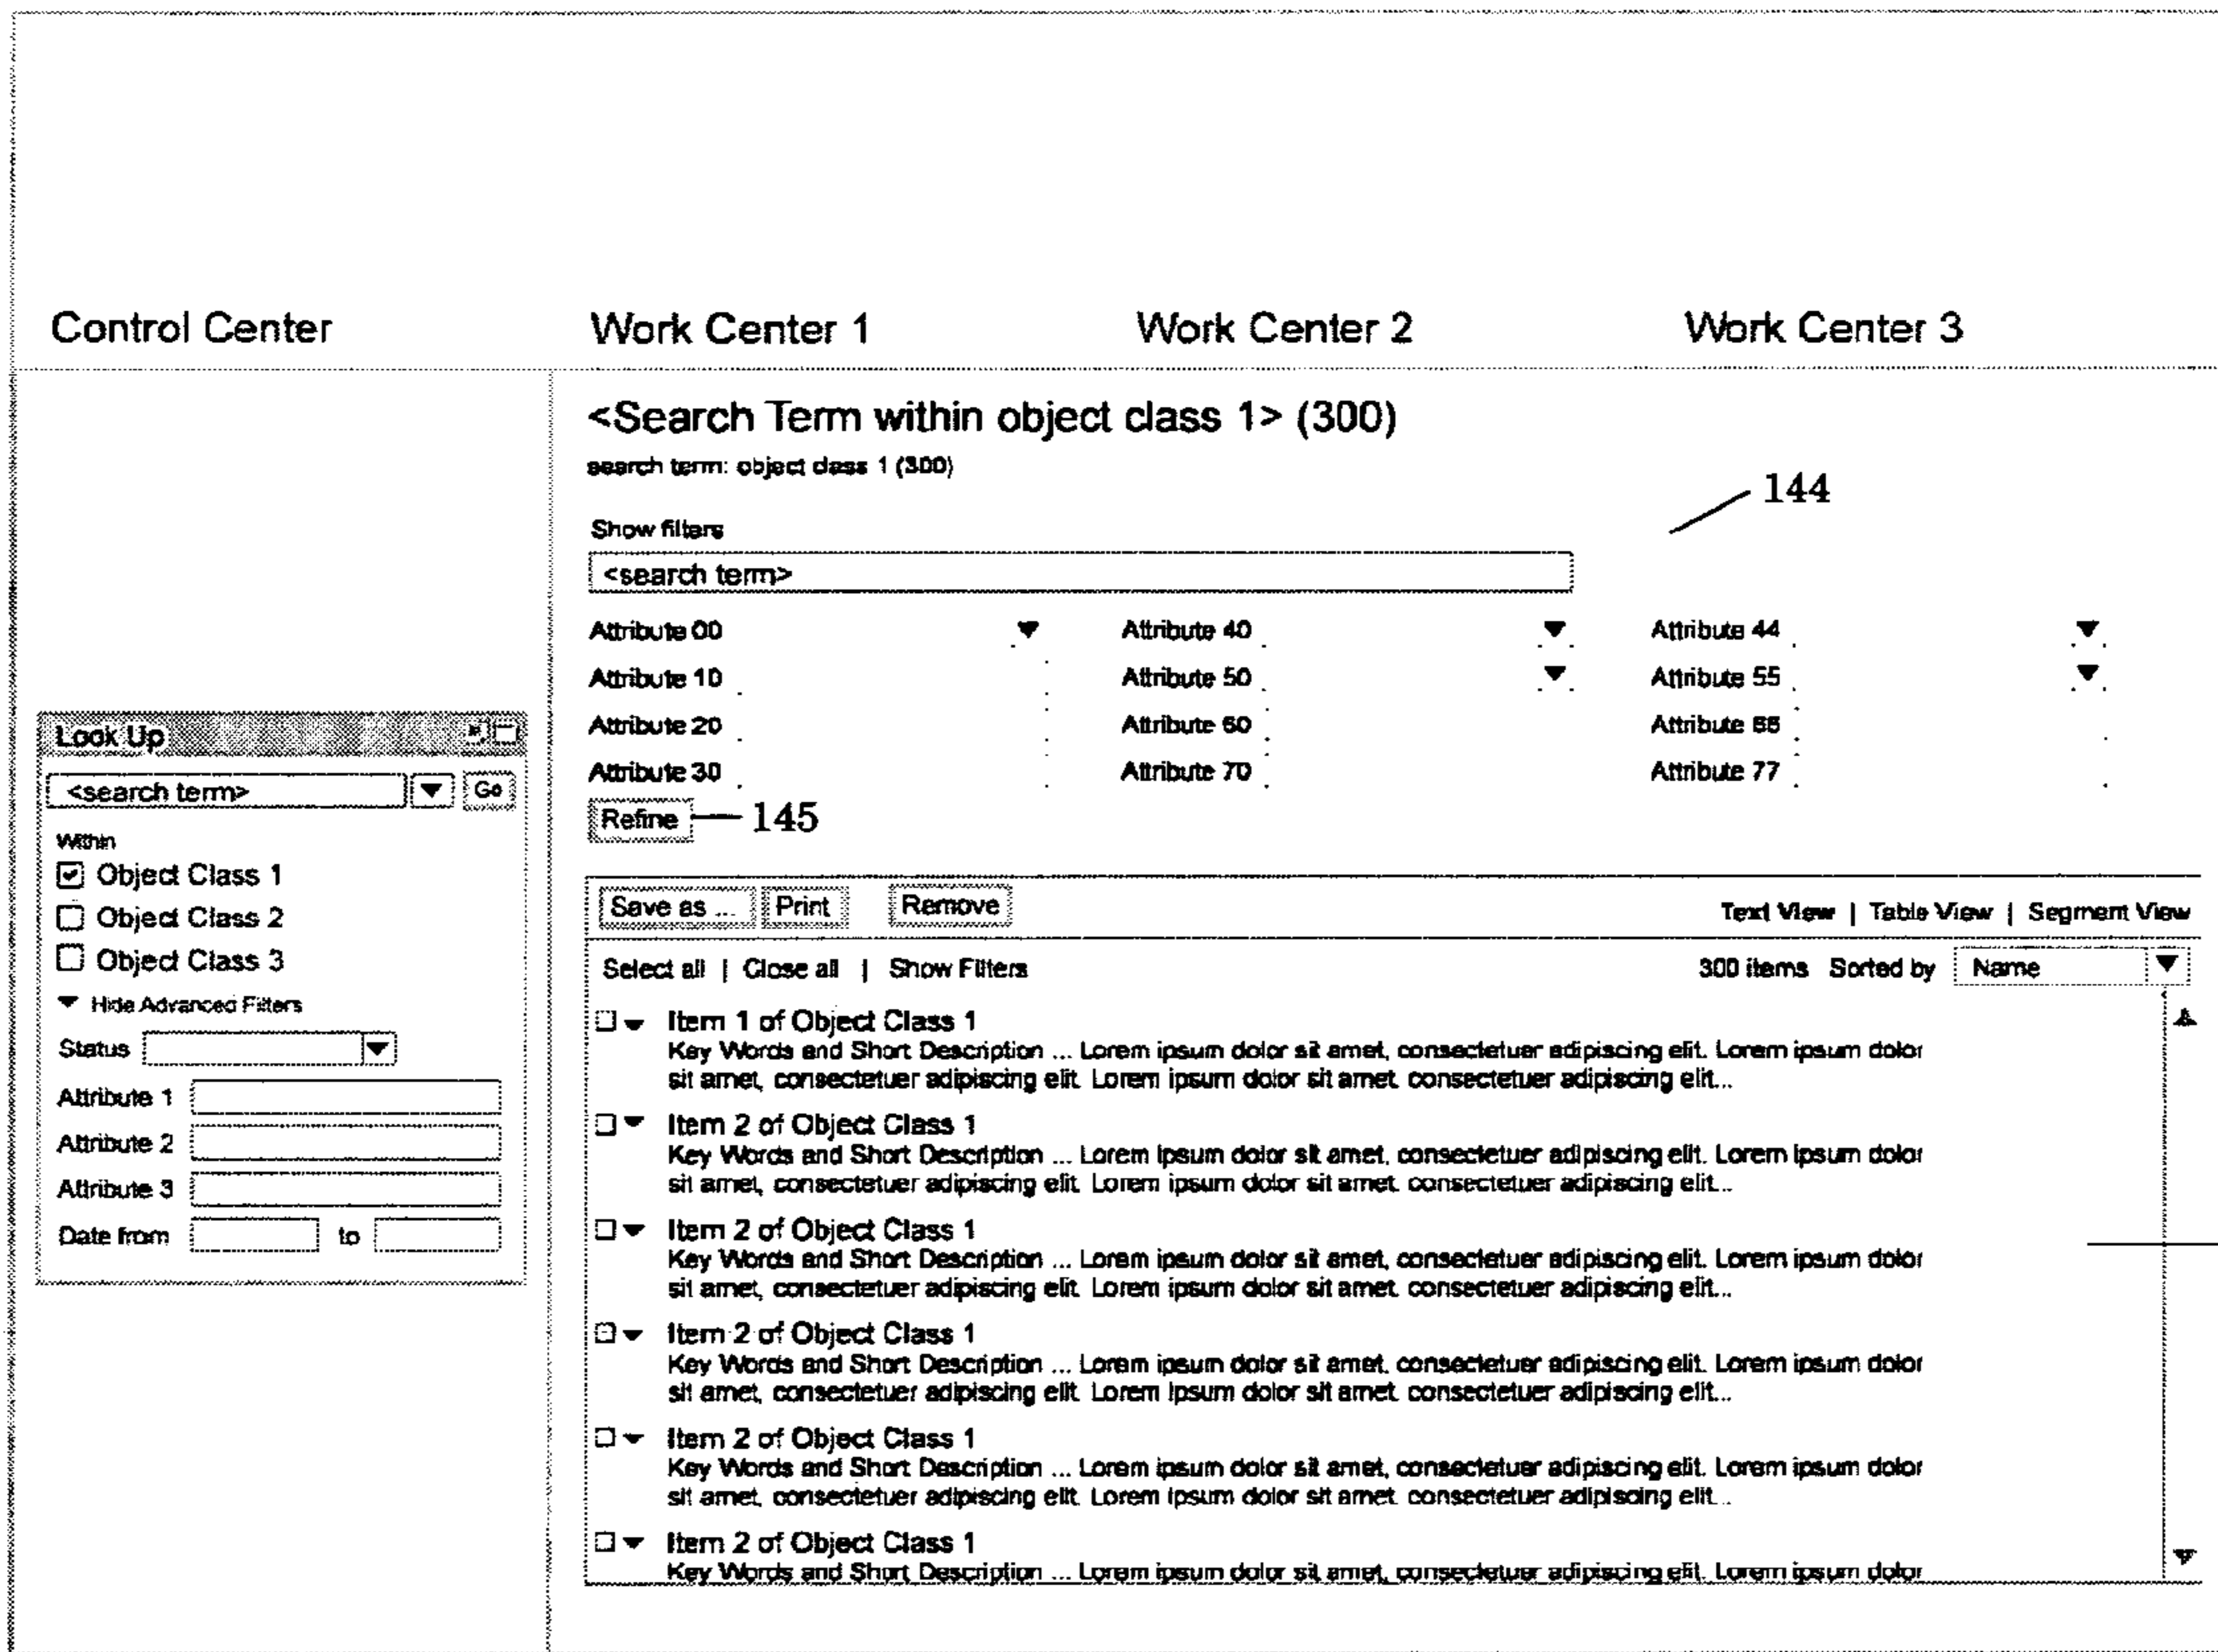 Control Center
Work Center 1
Work Center 2
Work Center 3
<Search Term within object class 1> (300)
search term: object class 1 (300)
144
Show filters
<search term>
Attribute 00
Attribute 40
Attribute 44
Attribute 10
Attribute 50
Attribute 55
Attribute 20
Attribute 60
Attribute 66
Attribute 30
Attribute 70
Attribute 77
Refine
145
Look Up
<search term>
Go
Within
Object Class 1
Object Class 2
Object Class 3
Hide Advanced Filters
Status
Attribute 1
Attribute 2
Attribute 3
Date from
to
Save as ...
Print
Remove
Text View | Table View | Segment View
Select all | Close all | Show Filters
300 items Sorted by
Name
Item 1 of Object Class 1
Key Words and Short Description ... Lorem ipsum dolor sit amet, consectetuer adipiscing elit. Lorem ipsum dolor
sit amet, consectetuer adipiscing elit. Lorem ipsum dolor sit amet. consectetuer adipiscing elit...
Item 2 of Object Class 1
Key Words and Short Description ... Lorem ipsum dolor sit amet, consectetuer adipiscing elit. Lorem ipsum dolor
sit amet, consectetuer adipiscing elit. Lorem ipsum dolor sit amet. consectetuer adipiscing elit...
Item 2 of Object Class 1
Key Words and Short Description ... Lorem ipsum dolor sit amet, consectetuer adipiscing elit. Lorem ipsum dolor
sit amet, consectetuer adipiscing elit. Lorem ipsum dolor sit amet. consectetuer adipiscing elit...
Item 2 of Object Class 1
Key Words and Short Description ... Lorem ipsum dolor sit amet, consectetuer adipiscing elit. Lorem ipsum dolor
sit amet, consectetuer adipiscing elit. Lorem ipsum dolor sit amet. consectetuer adipiscing elit...
Item 2 of Object Class 1
Key Words and Short Description ... Lorem ipsum dolor sit amet, consectetuer adipiscing elit. Lorem ipsum dolor
sit amet, consectetuer adipiscing elit. Lorem ipsum dolor sit amet. consectetuer adipiscing elit...
Item 2 of Object Class 1
Key Words and Short Description ... Lorem ipsum dolor sit amet, consectetuer adipiscing elit. Lorem ipsum dolor